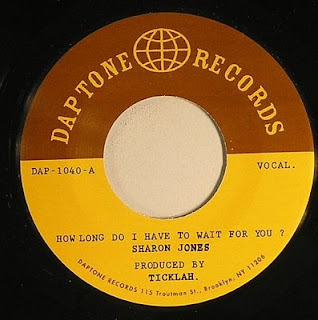 DAPTONE RECORDS
DAP-1040-A
VOCAL.
HOW LONG DO I HAVE TO WAIT FOR YOU ?
SHARON JONES
PRODUCED BY
TICKLAH.
DAPTONE RECORDS 115 Troutman St., Brooklyn, NY 11206